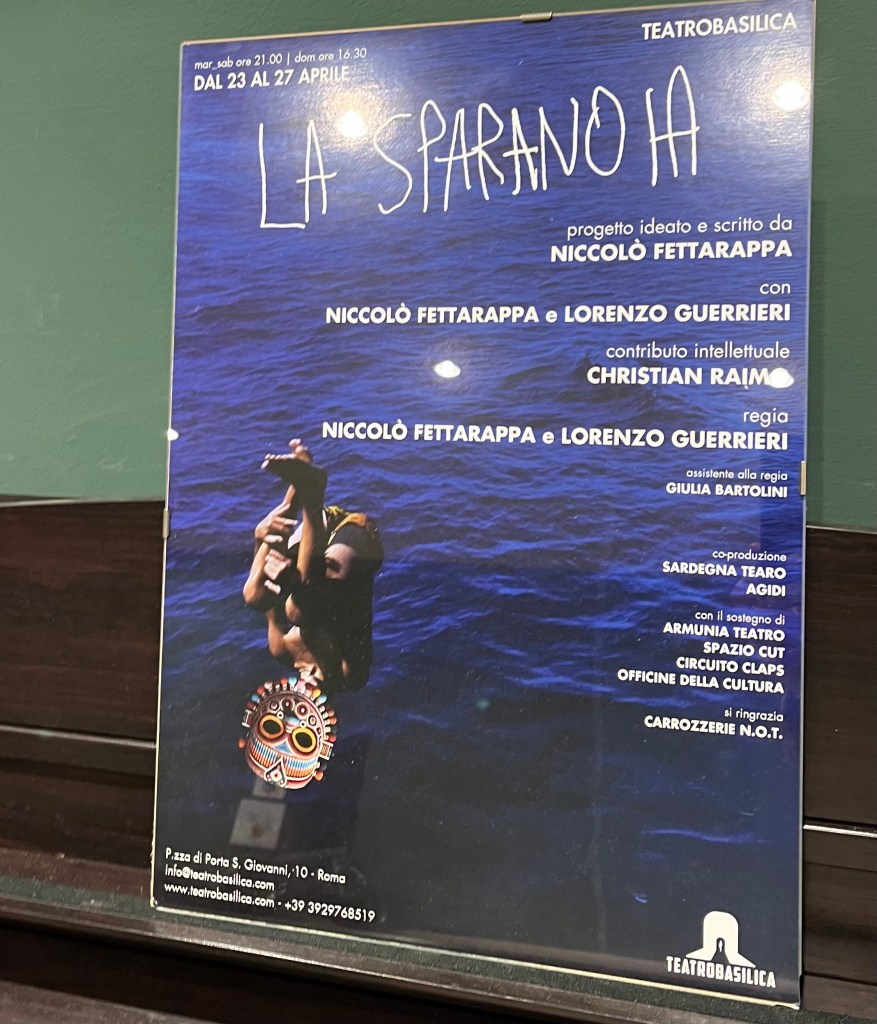 TEATROBASILICA
mar_sab ore 21.00 | dom ore 16.30
DAL 23 AL 27 APRILE
LA SPARANOIA
progetto ideato e scritto da
NICCOLÒ FETTARAPPA
con
NICCOLÒ FETTARAPPA e LORENZO GUERRIERI
contributo intellettuale
CHRISTIAN RAIMO
regia
NICCOLÒ FETTARAPPA e LORENZO GUERRIERI
assistente alla regia
GIULIA BARTOLINI
co-produzione
SARDEGNA TEARO
AGIDI
con il sostegno di
ARMUNIA TEATRO
SPAZIO CUT
CIRCUITO CLAPS
OFFICINE DELLA CULTURA
si ringrazia
CARROZZERIE N.O.T.
P.zza di Porta S. Giovanni, 10 - Roma
info@teatrobasilica.com
www.teatrobasilica.com - +39 3929768519
TEATROBASILICA